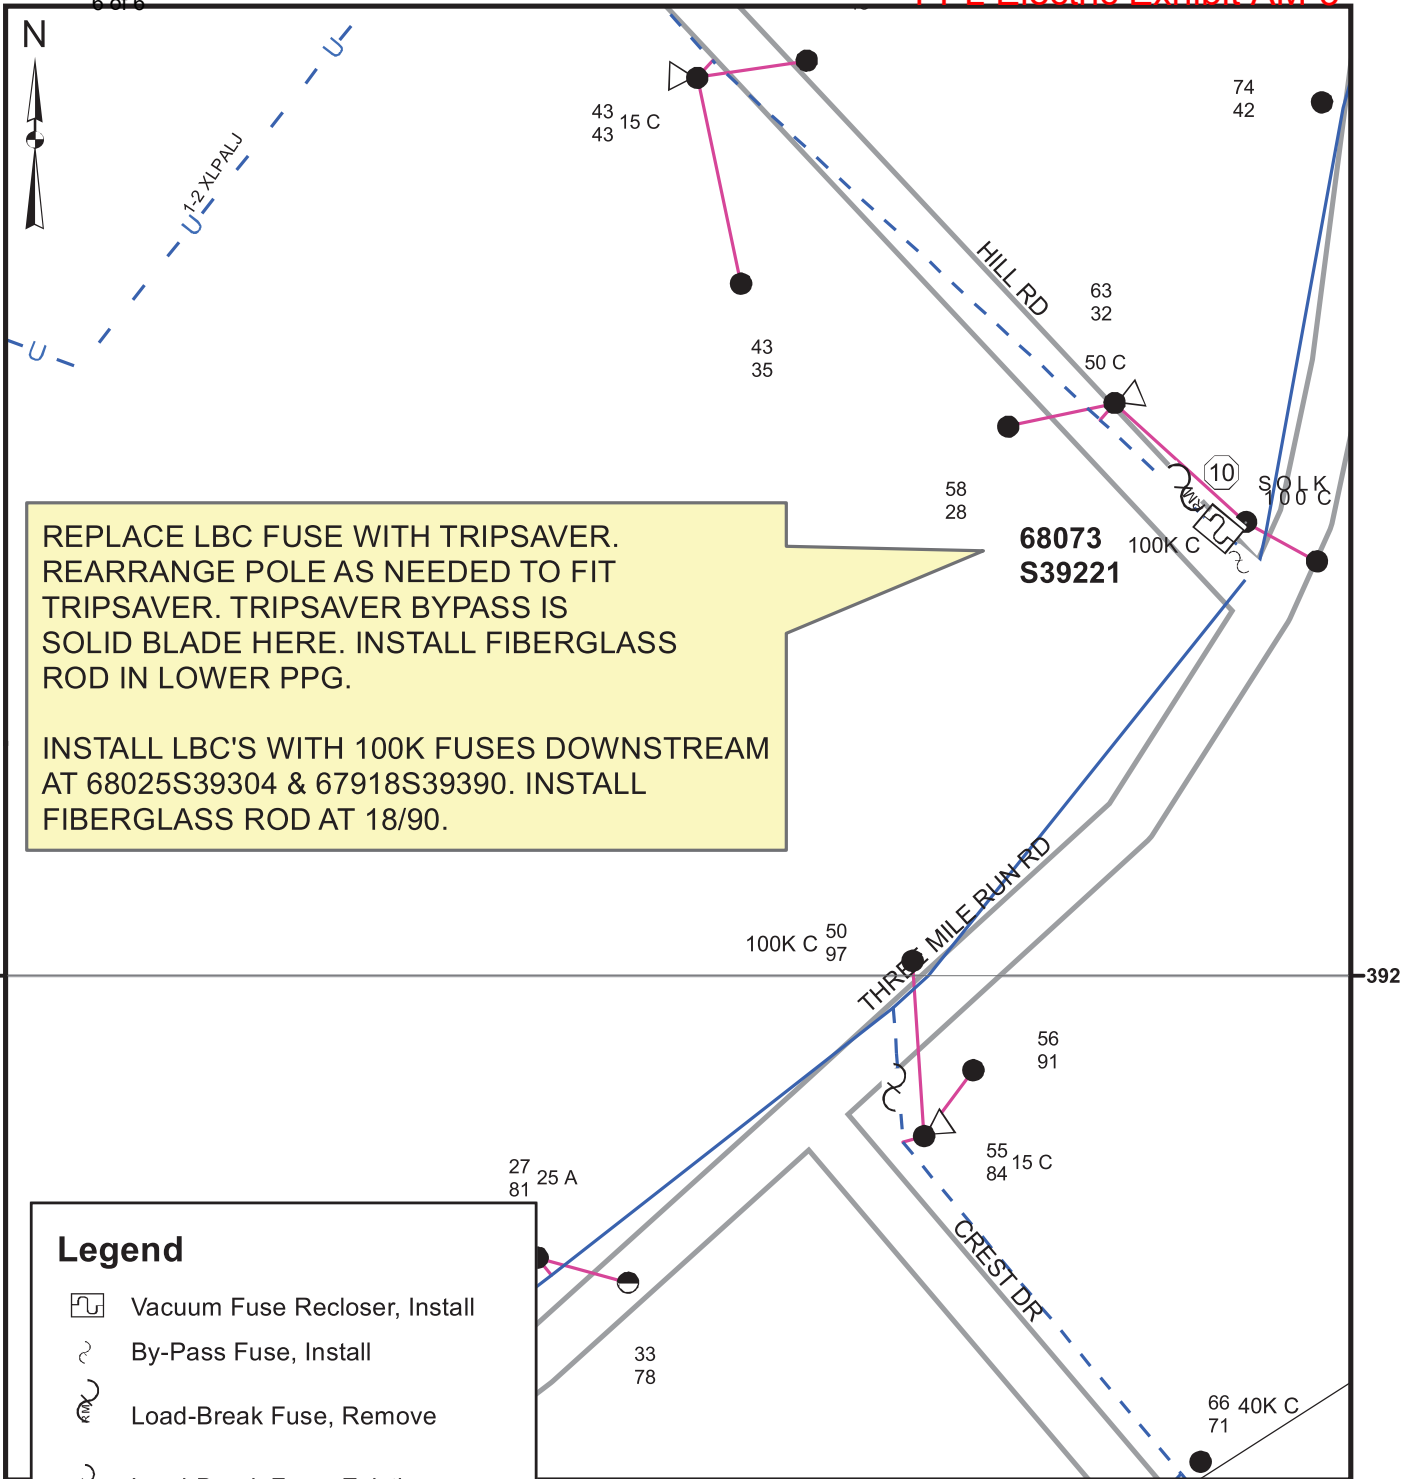 N
1-2 XLPALJ
U
U
U
43
43 15 C
74
42
HILL RD
63
32
50 C
43
35
10
SOLK
100 C
RMV
58
28
68073
S39221
100K C
REPLACE LBC FUSE WITH TRIPSAVER.
REARRANGE POLE AS NEEDED TO FIT
TRIPSAVER. TRIPSAVER BYPASS IS
SOLID BLADE HERE. INSTALL FIBERGLASS
ROD IN LOWER PPG.
INSTALL LBC'S WITH 100K FUSES DOWNSTREAM
AT 68025S39304 & 67918S39390. INSTALL
FIBERGLASS ROD AT 18/90.
THREE MILE RUN RD
100K C 50
97
392
56
91
55
84 15 C
27
81 25 A
CREST DR
33
78
66
71 40K C
Legend
Vacuum Fuse Recloser, Install
By-Pass Fuse, Install
RMV
Load-Break Fuse, Remove